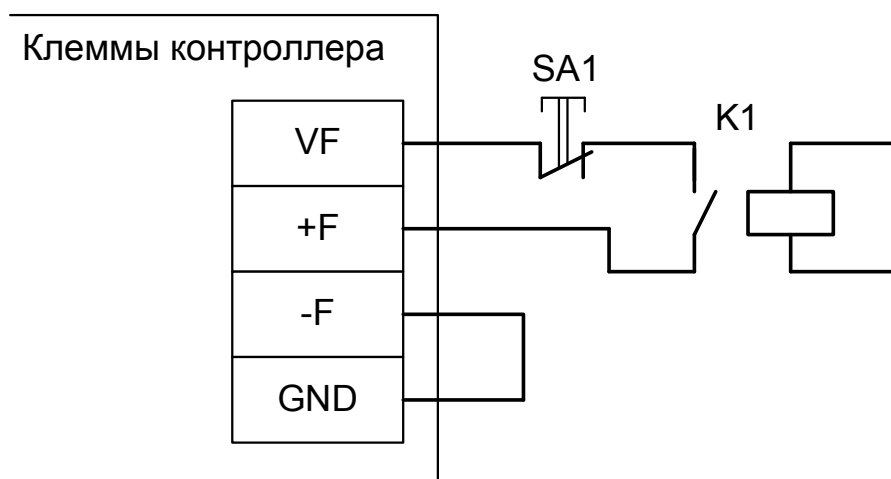 Клеммы контроллера
SA1
K1
VF
+F
-F
GND